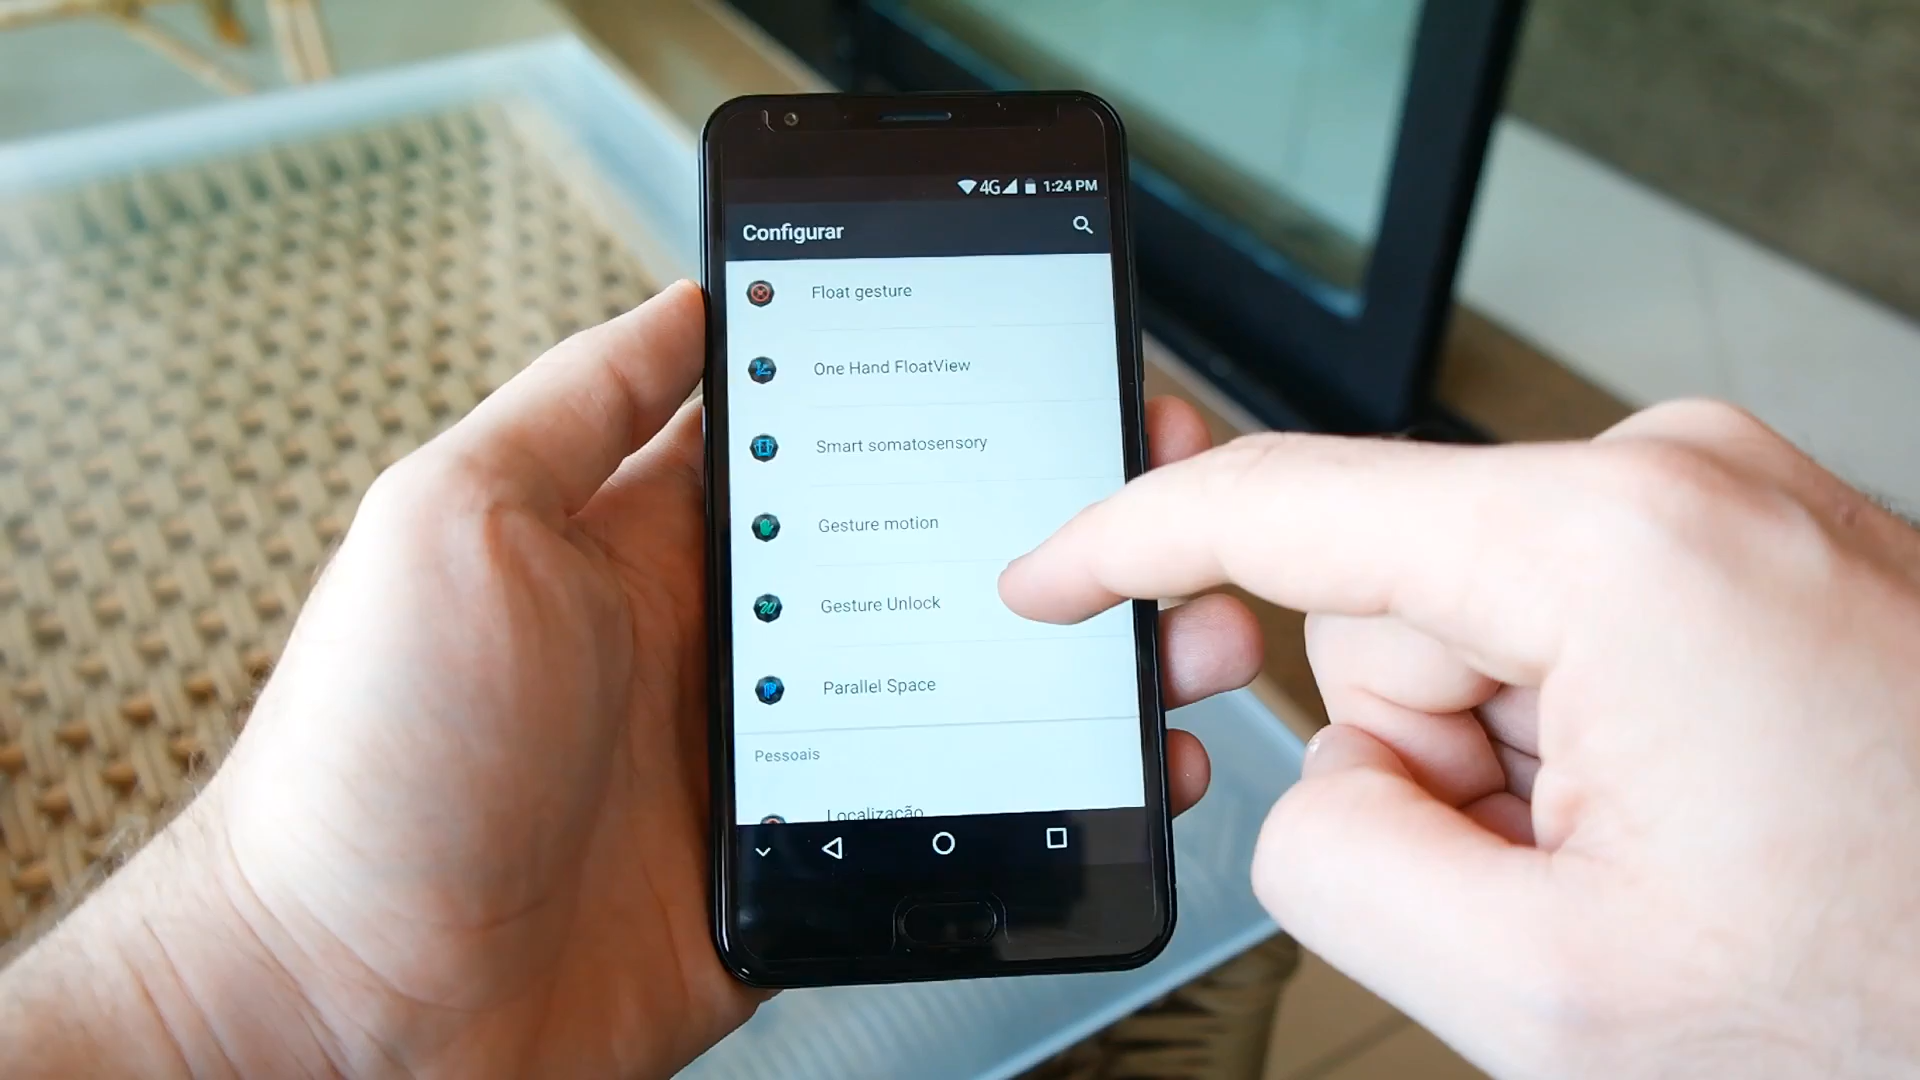 4G 1:24 PM
Configurar
Float gesture
One Hand FloatView
Smart somatosensory
Gesture motion
Gesture Unlock
Parallel Space
Pessoais
Localização